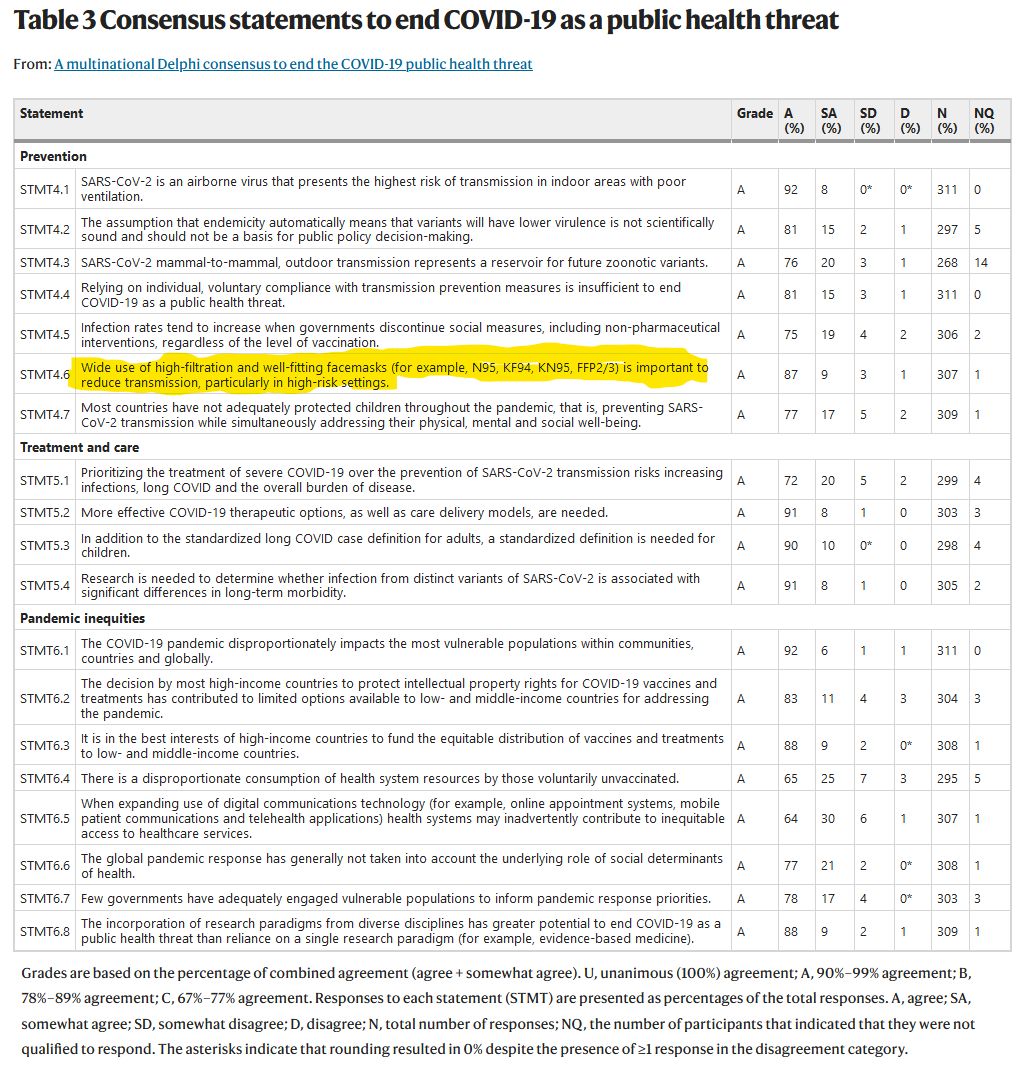 Table 3 Consensus statements to end COVID-19 as a public health threat
From: A multinational Delphi consensus to end the COVID-19 public health threat
Statement Grade A (%) SA (%) SD (%) D (%) N (%) NQ (%)
Prevention
STMT4.1 SARS-CoV-2 is an airborne virus that presents the highest risk of transmission in indoor areas with poor
ventilation. A 92 8 0* 0* 311 0
STMT4.2 The assumption that endemicity automatically means that variants will have lower virulence is not scientifically
sound and should not be a basis for public policy decision-making. A 81 15 2 1 297 5
STMT4.3 SARS-CoV-2 mammal-to-mammal, outdoor transmission represents a reservoir for future zoonotic variants. A 76 20 3 1 268 14
STMT4.4 Relying on individual, voluntary compliance with transmission prevention measures is insufficient to end
COVID-19 as a public health threat. A 81 15 3 1 311 0
STMT4.5 Infection rates tend to increase when governments discontinue social measures, including non-pharmaceutical
interventions, regardless of the level of vaccination. A 75 19 4 2 306 2
STMT4.6 Wide use of high-filtration and well-fitting facemasks (for example, N95, KF94, KN95, FFP2/3) is important to
reduce transmission, particularly in high-risk settings. A 87 9 3 1 307 1
STMT4.7 Most countries have not adequately protected children throughout the pandemic, that is, preventing SARS-
CoV-2 transmission while simultaneously addressing their physical, mental and social well-being. A 77 17 5 2 309 1
Treatment and care
STMT5.1 Prioritizing the treatment of severe COVID-19 over the prevention of SARS-CoV-2 transmission risks increasing
infections, long COVID and the overall burden of disease. A 72 20 5 2 299 4
STMT5.2 More effective COVID-19 therapeutic options, as well as care delivery models, are needed. A 91 8 1 0 303 3
STMT5.3 In addition to the standardized long COVID case definition for adults, a standardized definition is needed for
children. A 90 10 0* 0 298 4
STMT5.4 Research is needed to determine whether infection from distinct variants of SARS-CoV-2 is associated with
significant differences in long-term morbidity. A 91 8 1 0 305 2
Pandemic inequities
STMT6.1 The COVID-19 pandemic disproportionately impacts the most vulnerable populations within communities,
countries and globally. A 92 6 1 1 311 0
STMT6.2 The decision by most high-income countries to protect intellectual property rights for COVID-19 vaccines and
treatments has contributed to limited options available to low- and middle-income countries for addressing
the pandemic. A 83 11 4 3 304 3
STMT6.3 It is in the best interests of high-income countries to fund the equitable distribution of vaccines and treatments
to low- and middle-income countries. A 88 9 2 0* 308 1
STMT6.4 There is a disproportionate consumption of health system resources by those voluntarily unvaccinated. A 65 25 7 3 295 5
STMT6.5 When expanding use of digital communications technology (for example, online appointment systems, mobile
patient communications and telehealth applications) health systems may inadvertently contribute to inequitable
access to healthcare services. A 64 30 6 1 307 1
STMT6.6 The global pandemic response has generally not taken into account the underlying role of social determinants
of health. A 77 21 2 0* 308 1
STMT6.7 Few governments have adequately engaged vulnerable populations to inform pandemic response priorities. A 78 17 4 0* 303 3
STMT6.8 The incorporation of research paradigms from diverse disciplines has greater potential to end COVID-19 as a
public health threat than reliance on a single research paradigm (for example, evidence-based medicine). A 88 9 2 1 309 1
Grades are based on the percentage of combined agreement (agree + somewhat agree). U, unanimous (100%) agreement; A, 90%–99% agreement; B,
78%–89% agreement; C, 67%–77% agreement. Responses to each statement (STMT) are presented as percentages of the total responses. A, agree; SA,
somewhat agree; SD, somewhat disagree; D, disagree; N, total number of responses; NQ, the number of participants that indicated that they were not
qualified to respond. The asterisks indicate that rounding resulted in 0% despite the presence of ≥1 response in the disagreement category.